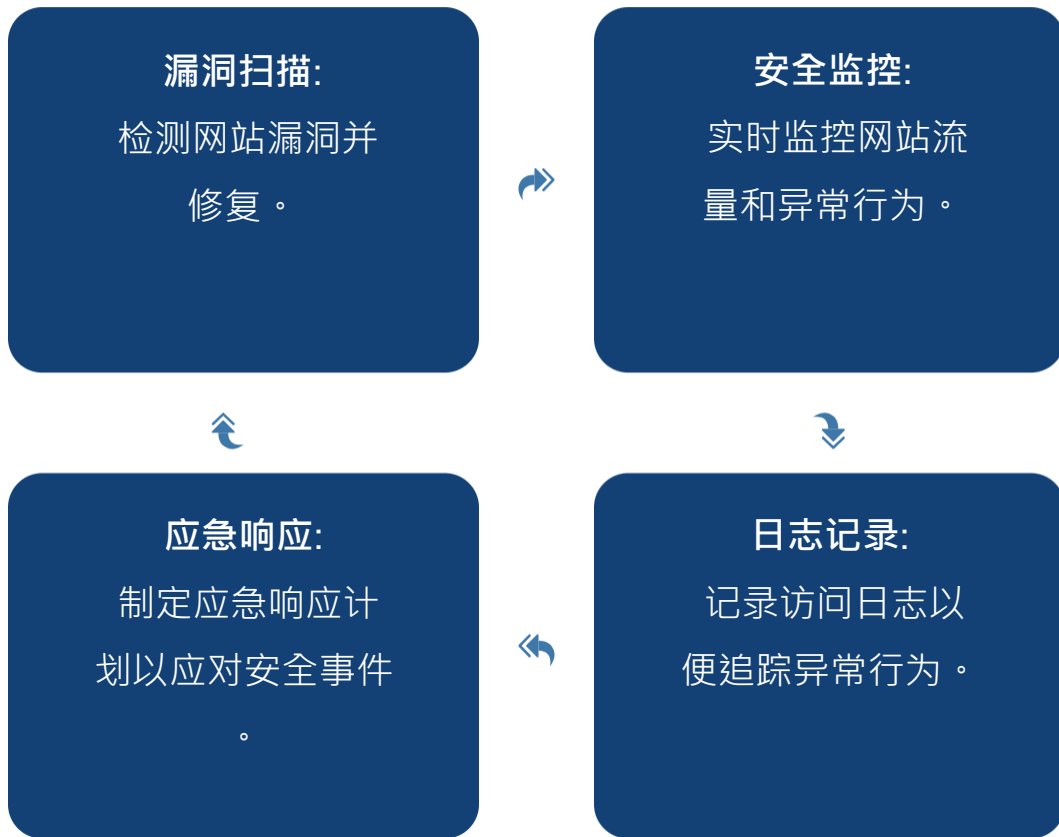 漏洞扫描:
检测网站漏洞并
修复。
安全监控:
实时监控网站流
量和异常行为。
应急响应:
制定应急响应计
划以应对安全事件
。
日志记录:
记录访问日志以
便追踪异常行为。